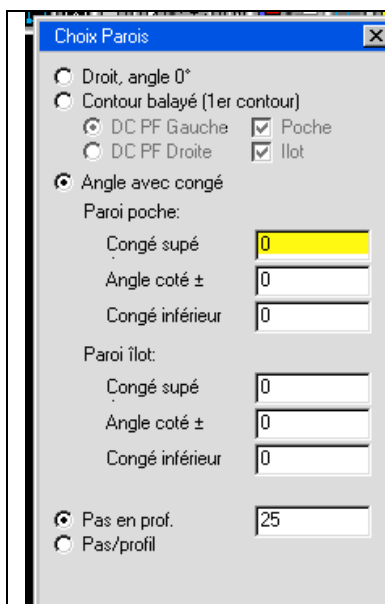 Choix Parois
Droit, angle 0°
Contour balayé (1er contour)
DC PF Gauche Poche
DC PF Droite Ilot
Angle avec congé
Paroi poche:
Congé supé 0
Angle coté ± 0
Congé inférieur 0
Paroi îlot:
Congé supé 0
Angle coté ± 0
Congé inférieur 0
Pas en prof. 25
Pas/profil